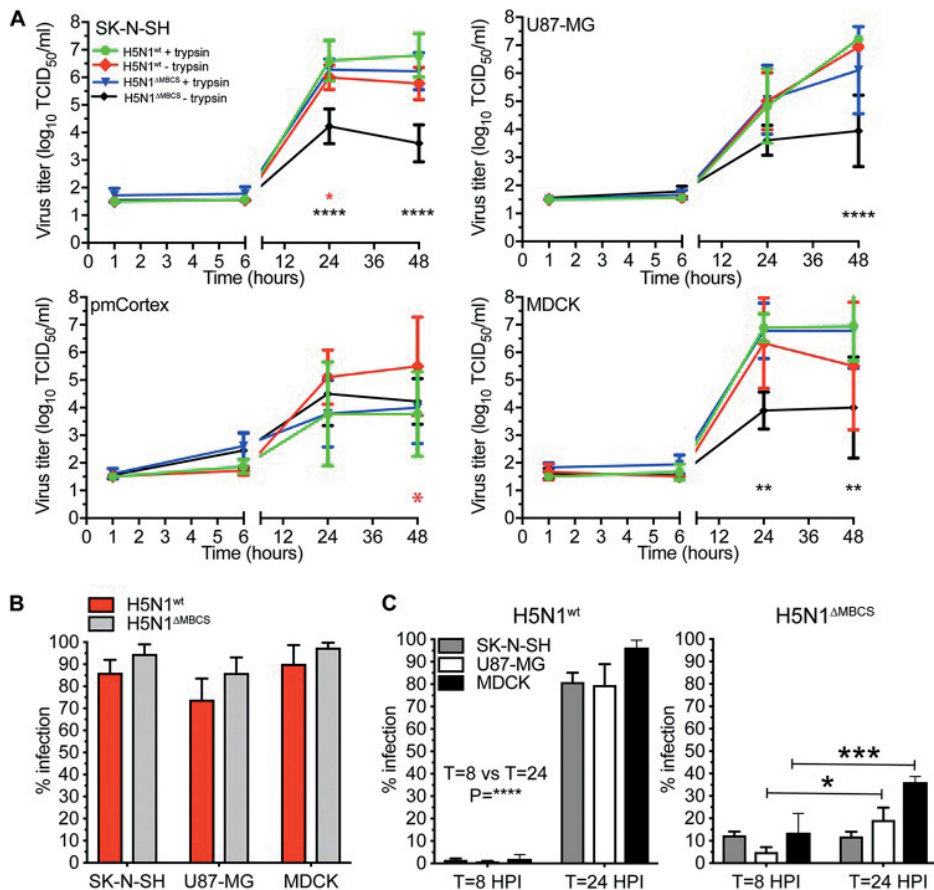 A
SK-N-SH
H5N1wt + trypsin
H5N1wt - trypsin
H5N1ΔMBCS + trypsin
H5N1ΔMBCS - trypsin
Virus titer (log10 TCID50/ml)
8
7
6
5
4
3
2
1
0
*
**** ****
0 1 2 3 4 5 6 12 24 36 48
Time (hours)
U87-MG
Virus titer (log10 TCID50/ml)
8
7
6
5
4
3
2
1
0
****
0 1 2 3 4 5 6 12 24 36 48
Time (hours)
pmCortex
Virus titer (log10 TCID50/ml)
8
7
6
5
4
3
2
1
0
*
0 1 2 3 4 5 6 12 24 36 48
Time (hours)
MDCK
Virus titer (log10 TCID50/ml)
8
7
6
5
4
3
2
1
0
** **
0 1 2 3 4 5 6 12 24 36 48
Time (hours)
B
H5N1wt
H5N1ΔMBCS
% infection
100
90
80
70
60
50
40
30
20
10
0
SK-N-SH U87-MG MDCK
C
H5N1wt
SK-N-SH
U87-MG
MDCK
% infection
100
90
80
70
60
50
40
30
20
10
0
T=8 vs T=24
P=****
T=8 HPI T=24 HPI
H5N1ΔMBCS
% infection
100
90
80
70
60
50
40
30
20
10
0
***
*
T=8 HPI T=24 HPI